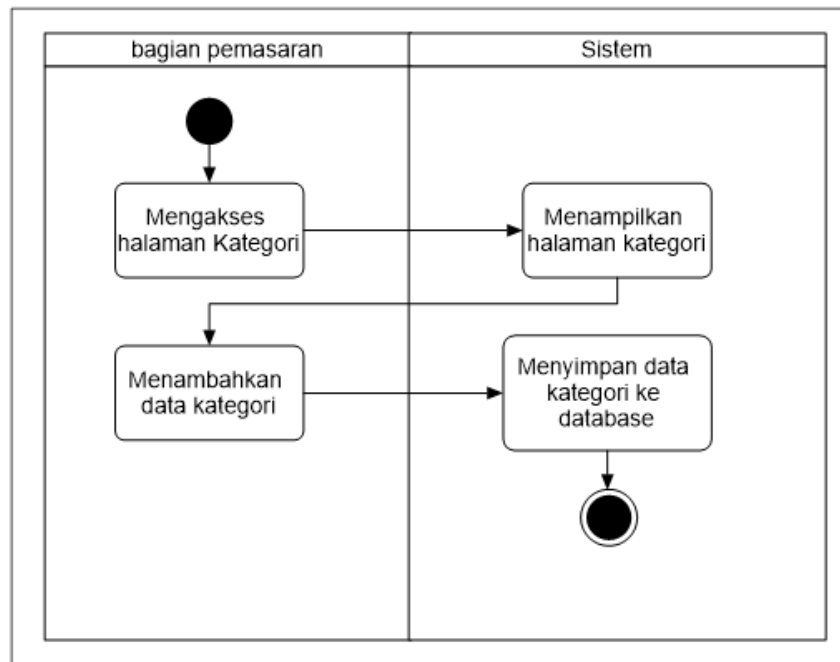 bagian pemasaran
Sistem
Mengakses
halaman Kategori
Menampilkan
halaman kategori
Menambahkan
data kategori
Menyimpan data
kategori ke
database